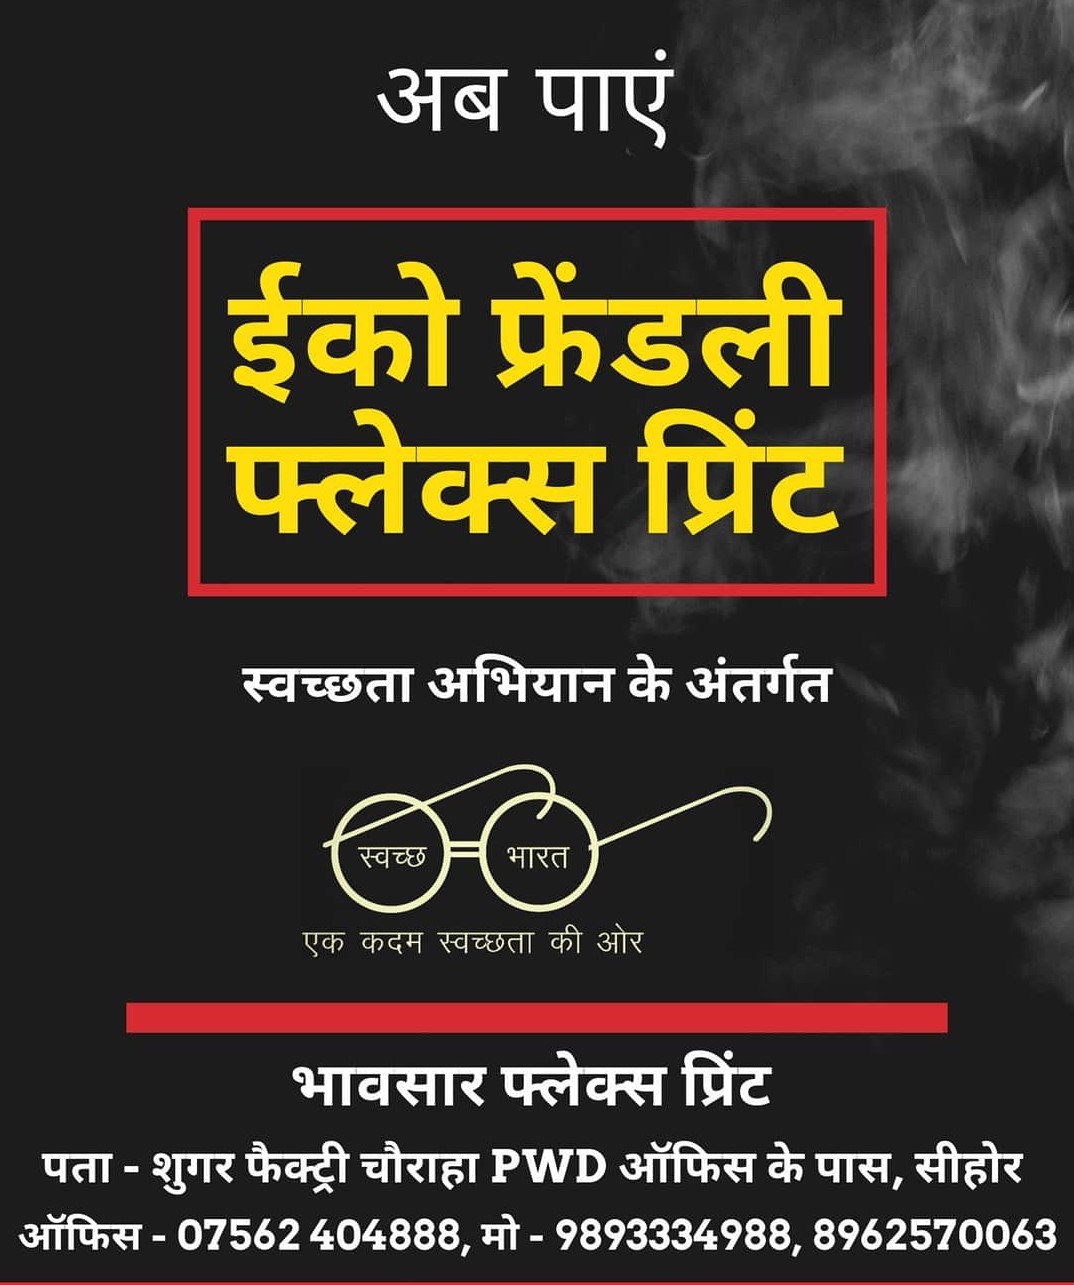 अब पाएं
ईको फ्रेंडली
फ्लेक्स प्रिंट
स्वच्छता अभियान के अंतर्गत
स्वच्छ भारत
एक कदम स्वच्छता की ओर
भावसार फ्लेक्स प्रिंट
पता - शुगर फैक्ट्री चौराहा PWD ऑफिस के पास, सीहोर
ऑफिस - 07562 404888, मो - 9893334988, 8962570063